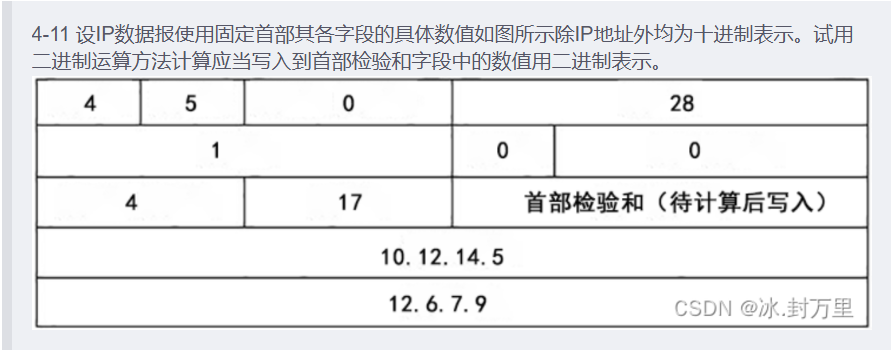 4-11 设IP数据报使用固定首部其各字段的具体数值如图所示除IP地址外均为十进制表示。试用
二进制运算方法计算应当写入到首部检验和字段中的数值用二进制表示。
4 5 0 28
1 0 0
4 17 首部检验和（待计算后写入）
10.12.14.5
12.6.7.9
CSDN @冰.封万里